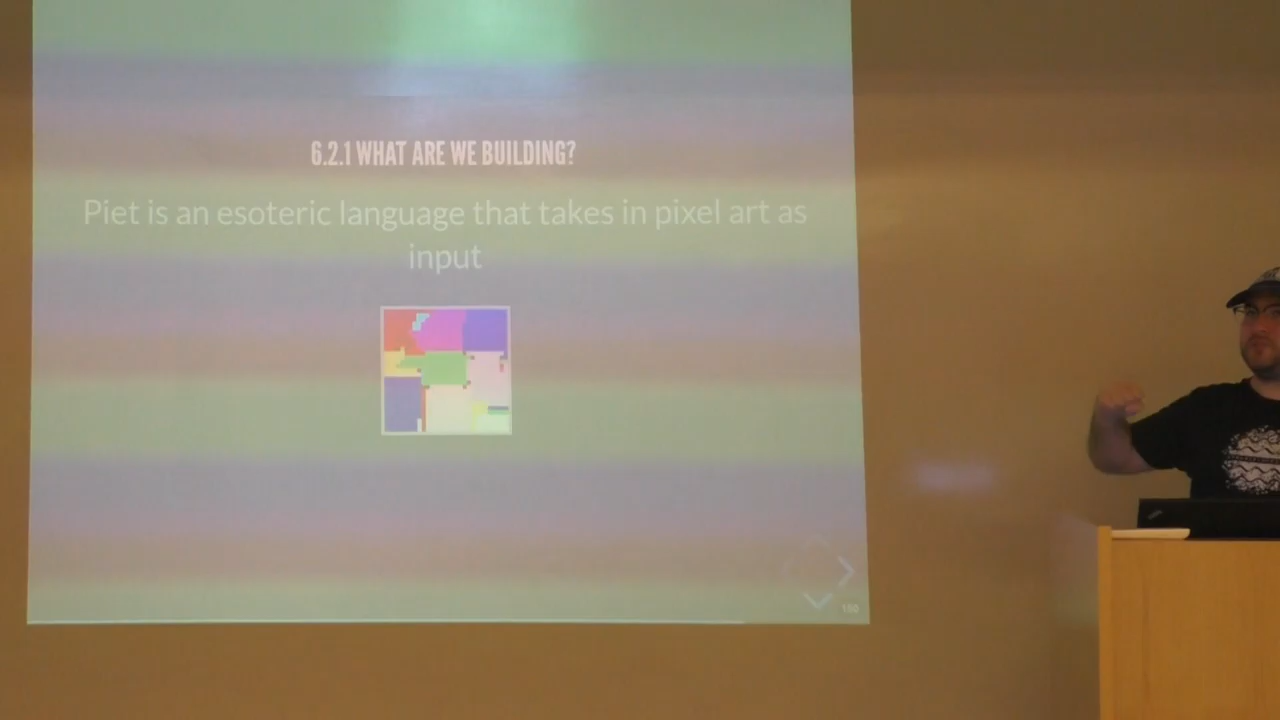 6.2.1 WHAT ARE WE BUILDING?
Piet is an esoteric language that takes in pixel art as
input